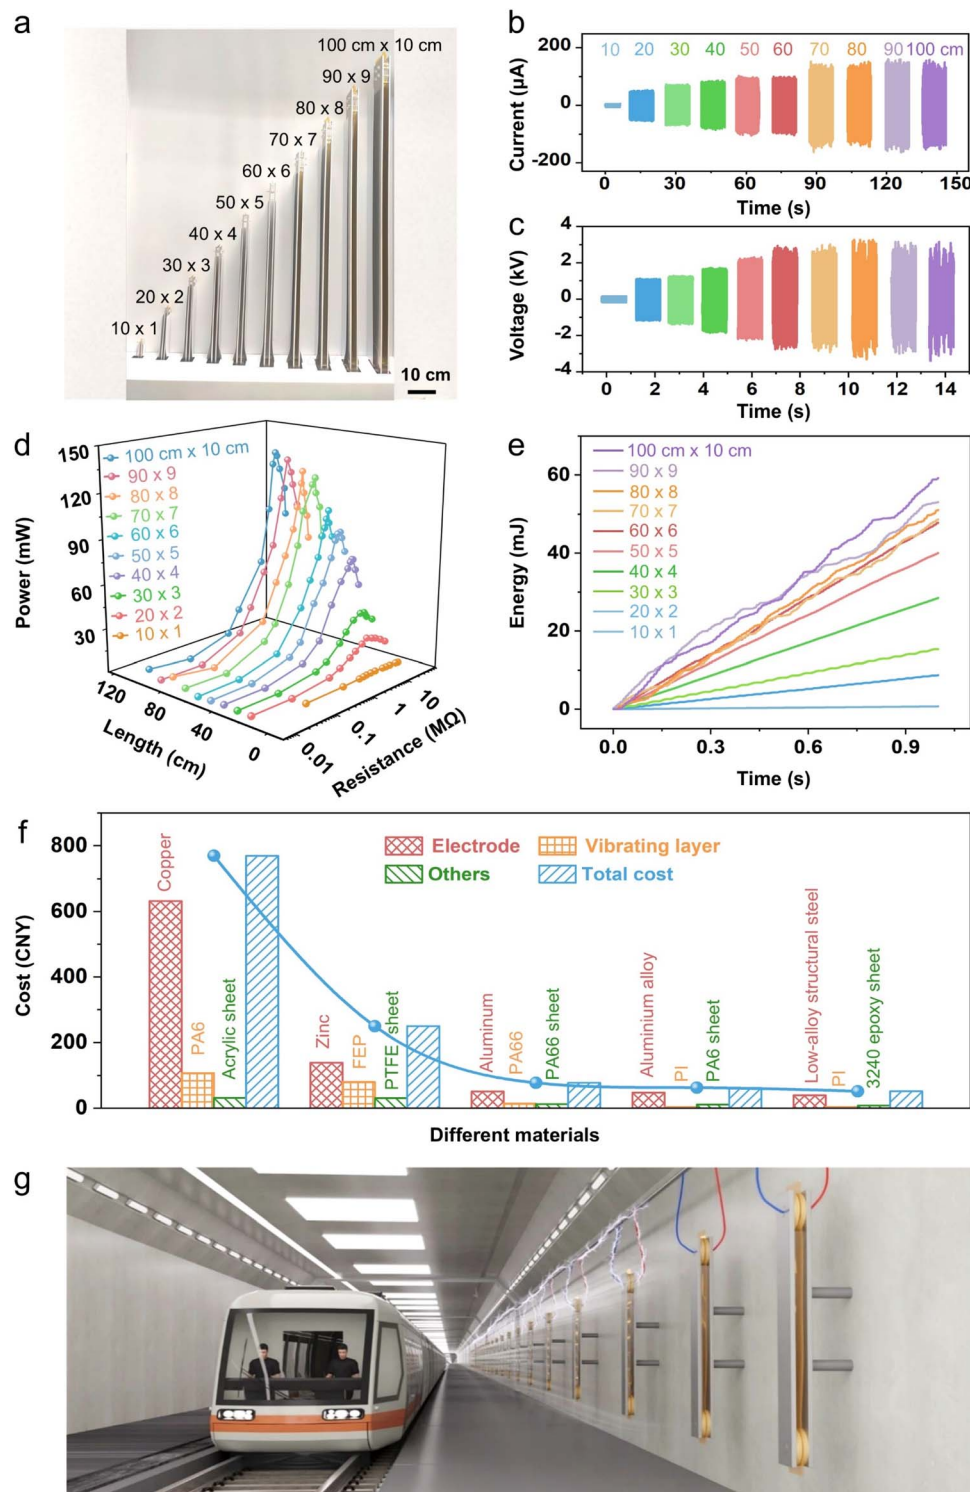 a
100 cm x 10 cm
90 x 9
80 x 8
70 x 7
60 x 6
50 x 5
40 x 4
30 x 3
20 x 2
10 x 1
10 cm
b
Current (μA)
200
0
-200
10 20 30 40 50 60 70 80 90 100 cm
0 30 60 90 120 150
Time (s)
c
Voltage (kV)
4
2
0
-2
-4
0 2 4 6 8 10 12 14
Time (s)
d
Power (mW)
150
120
90
60
30
100 cm x 10 cm
90 x 9
80 x 8
70 x 7
60 x 6
50 x 5
40 x 4
30 x 3
20 x 2
10 x 1
120 80 40 0
Length (cm)
0.01 0.1 1 10
Resistance (MΩ)
e
Energy (mJ)
60
40
20
0
100 cm x 10 cm
90 x 9
80 x 8
70 x 7
60 x 6
50 x 5
40 x 4
30 x 3
20 x 2
10 x 1
0.0 0.3 0.6 0.9
Time (s)
f
Cost (CNY)
800
600
400
200
0
Electrode
Vibrating layer
Others
Total cost
Copper
PA6
Acrylic sheet
Zinc
FEP
PTFE sheet
Aluminum
PA66
PA66 sheet
Aluminium alloy
PI
PA6 sheet
Low-alloy structural steel
PI
3240 epoxy sheet
Different materials
g